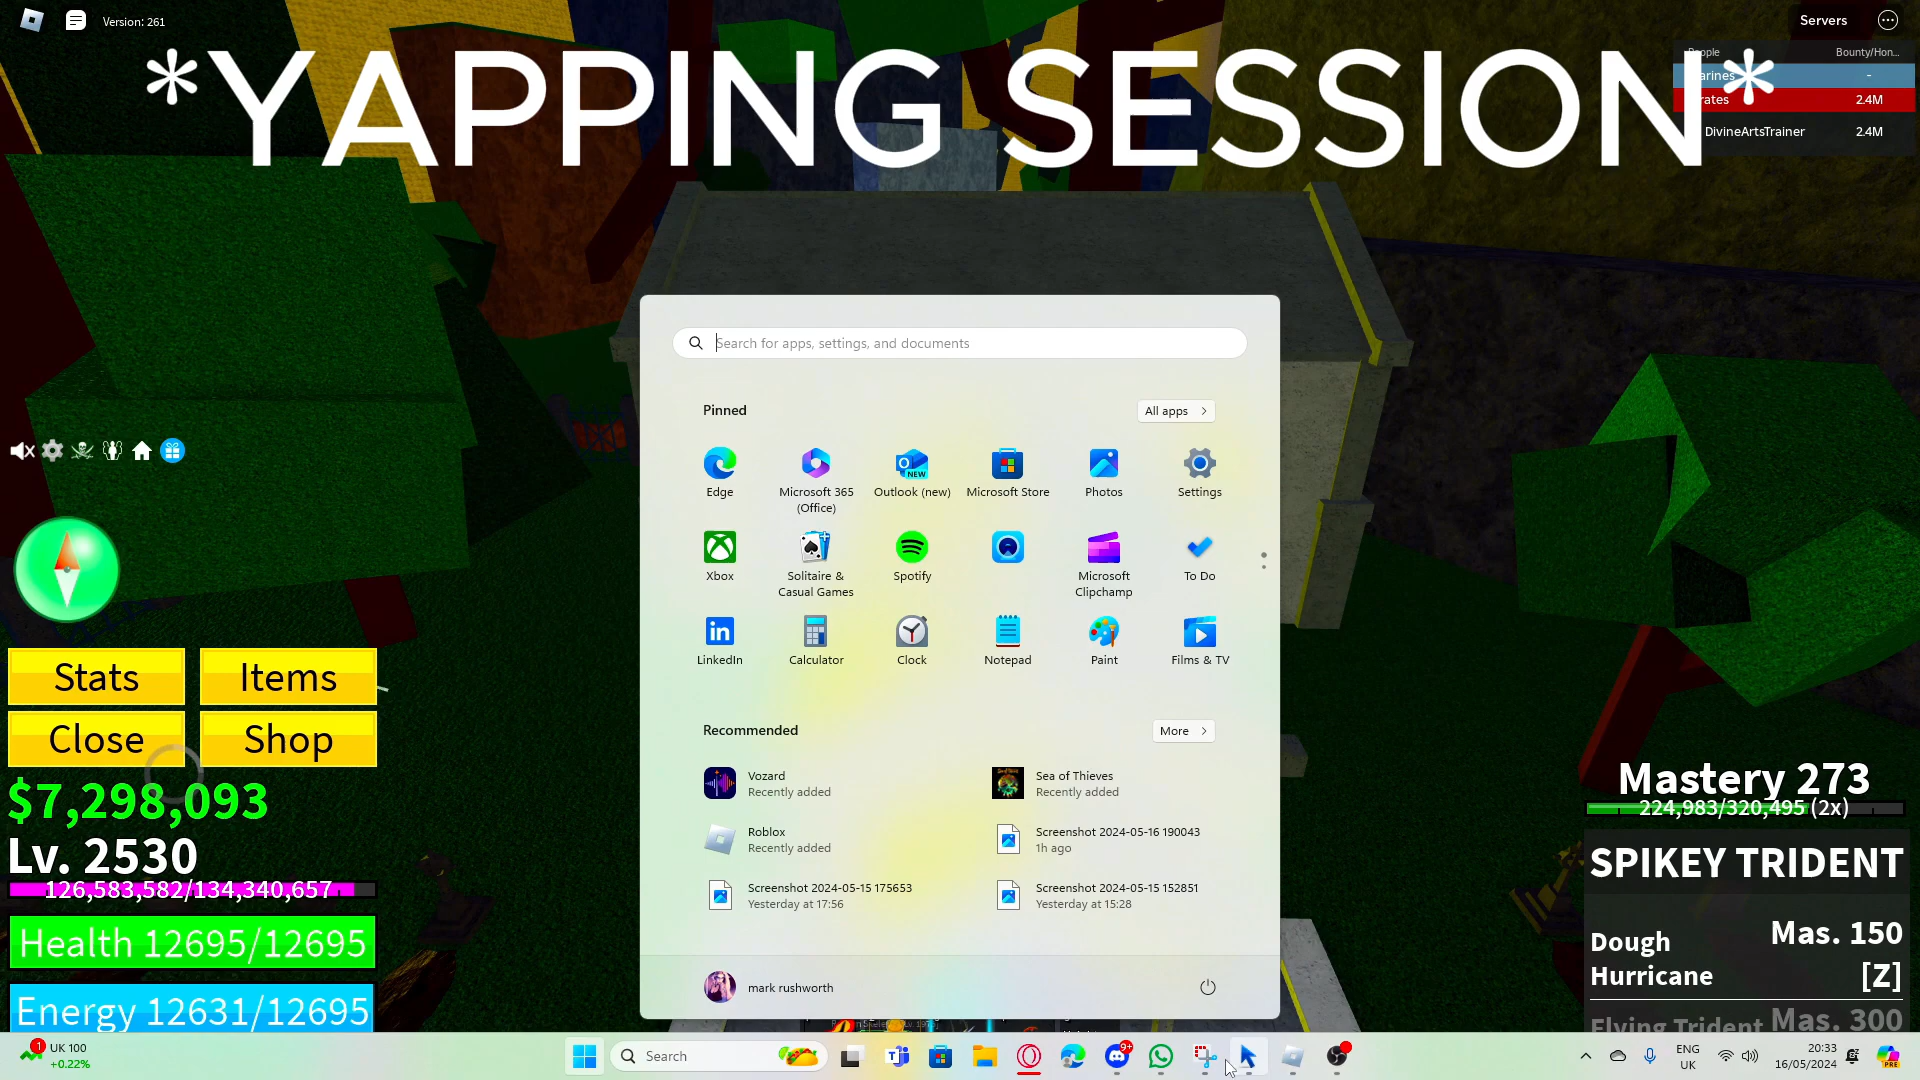 Version: 261
Servers
*YAPPING SESSION*
Bounty/Hon...
-
2.4M
DivineArtsTrainer 2.4M
Search for apps, settings, and documents
Pinned
All apps
Edge
Microsoft 365 (Office)
Outlook (new)
Microsoft Store
Photos
Settings
Xbox
Solitaire & Casual Games
Spotify
Microsoft Clipchamp
To Do
LinkedIn
Calculator
Clock
Notepad
Paint
Films & TV
Recommended
More
Vozard
Recently added
Sea of Thieves
Recently added
Roblox
Recently added
Screenshot 2024-05-16 190043
1h ago
Screenshot 2024-05-15 175653
Yesterday at 17:56
Screenshot 2024-05-15 152851
Yesterday at 15:28
mark rushworth
Stats
Items
Close
Shop
$7,298,093
Lv. 2530
126,583,582/134,340,657
Health 12695/12695
Energy 12631/12695
Mastery 273
224,983/320,495 (2x)
SPIKEY TRIDENT
Dough Hurricane
Mas. 150
[Z]
Flying Trident Mas. 300
1
UK 100
+0.22%
Search
9+
ENG
UK
20:33
16/05/2024